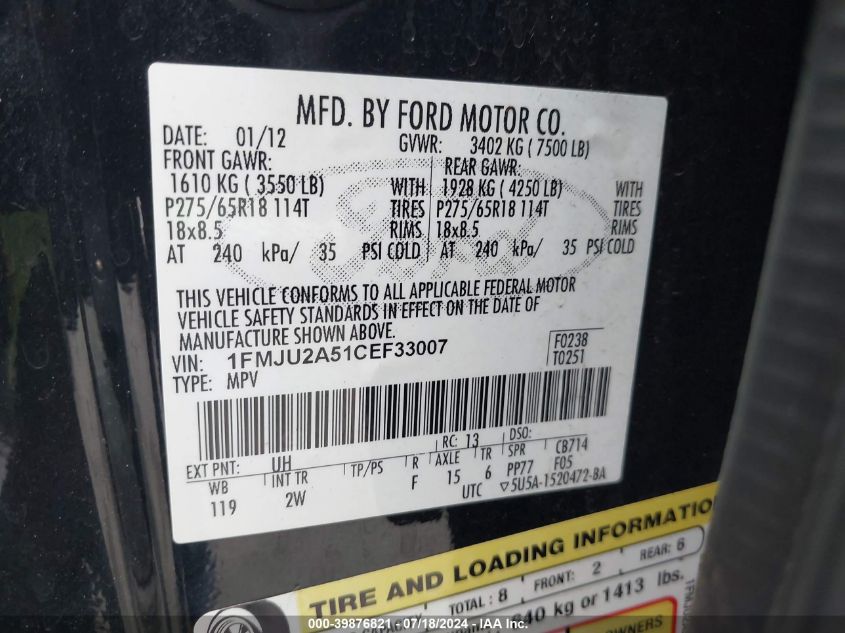 MFD. BY FORD MOTOR CO.
DATE: 01/12 GVWR: 3402 KG ( 7500 LB)
FRONT GAWR: REAR GAWR:
1610 KG ( 3550 LB) WITH 1928 KG ( 4250 LB) WITH
P275/65R18 114T TIRES P275/65R18 114T TIRES
18x8.5 RIMS 18x8.5 RIMS
AT 240 kPa/ 35 PSI COLD AT 240 kPa/ 35 PSI COLD
THIS VEHICLE CONFORMS TO ALL APPLICABLE FEDERAL MOTOR
VEHICLE SAFETY STANDARDS IN EFFECT ON THE DATE OF
MANUFACTURE SHOWN ABOVE.
VIN: 1FMJU2A51CEF33007 F0238
TYPE: MPV T0251
EXT PNT: UH RC: 13 DSO:
WB INT TR TP/PS R AXLE TR SPR CB714
119 2W F 15 6 PP77 F05
UTC ▽5U5A-1520472-BA
TIRE AND LOADING INFORMATIO
TOTAL : 8 FRONT: 2 REAR: 6
640 kg or 1413 lbs.
OWNERS
000-39876821 - 07/18/2024 - IAA, Inc.